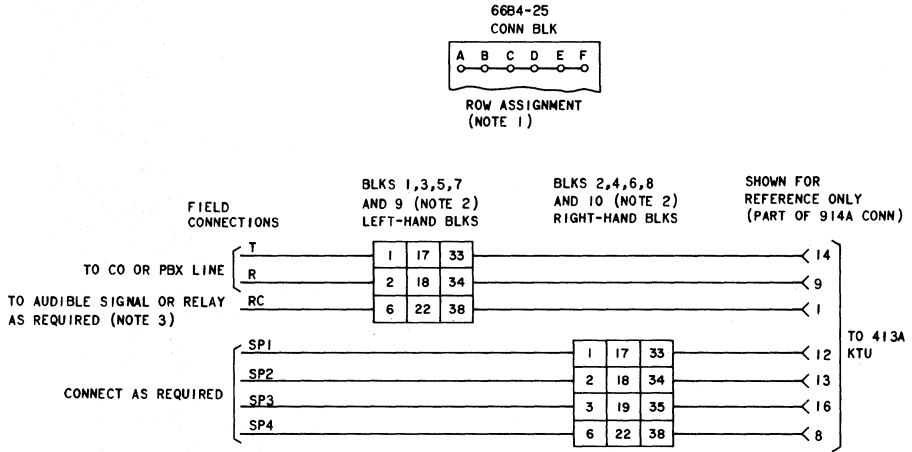 66B4-25
CONN BLK
A B C D E F
ROW ASSIGNMENT
(NOTE 1)
BLKS 1,3,5,7
AND 9 (NOTE 2)
LEFT-HAND BLKS
BLKS 2,4,6,8
AND 10 (NOTE 2)
RIGHT-HAND BLKS
SHOWN FOR
REFERENCE ONLY
(PART OF 914A CONN)
FIELD
CONNECTIONS
TO CO OR PBX LINE
T 1 17 33 14
R 2 18 34 9
TO AUDIBLE SIGNAL OR RELAY
AS REQUIRED (NOTE 3)
RC 6 22 38 1
TO 413A
KTU
CONNECT AS REQUIRED
SP1 1 17 33 12
SP2 2 18 34 13
SP3 3 19 35 16
SP4 6 22 38 8